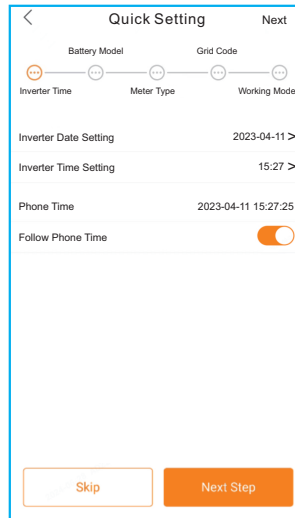 Quick Setting Next
Battery Model Grid Code
Inverter Time Meter Type Working Mode
Inverter Date Setting 2023-04-11 >
Inverter Time Setting 15:27 >
Phone Time 2023-04-11 15:27:25
Follow Phone Time
Skip Next Step